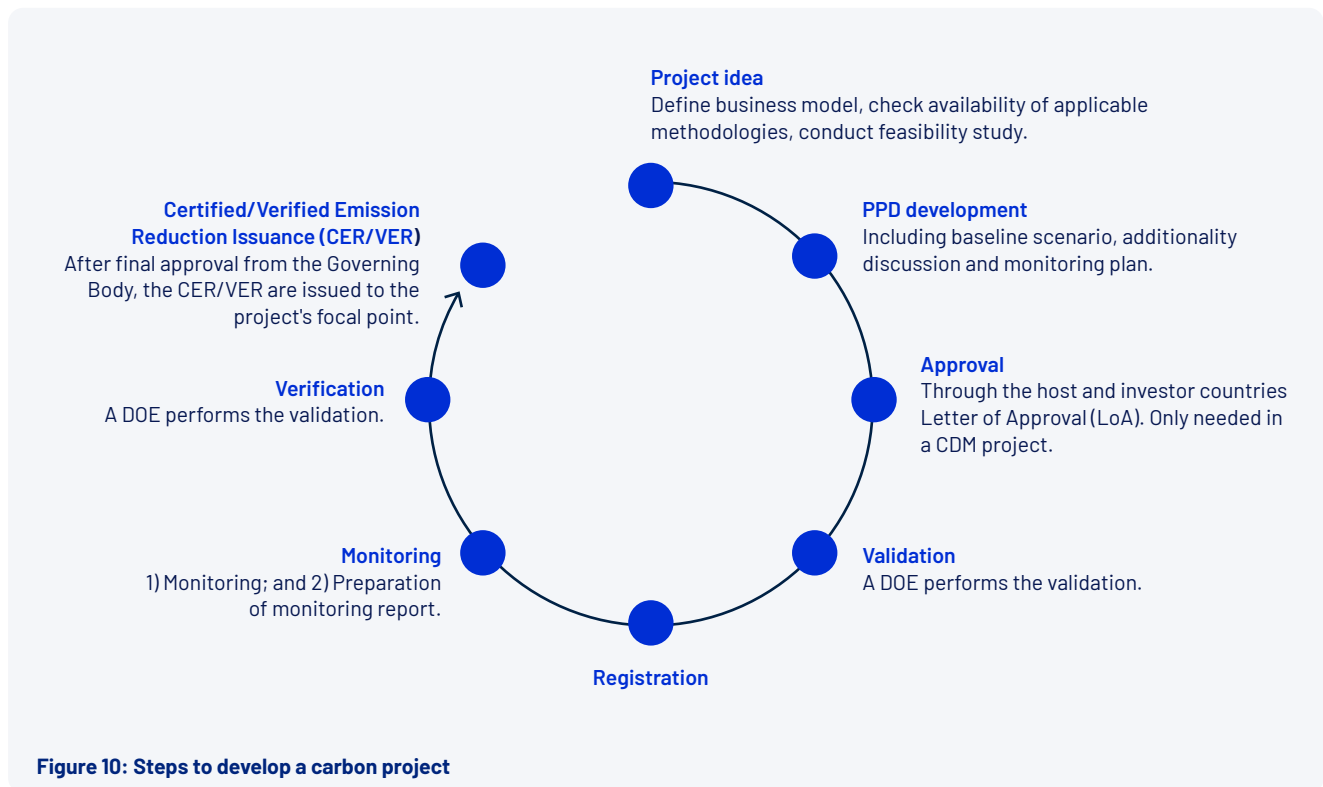 Project idea
Define business model, check availability of applicable
methodologies, conduct feasibility study.
PPD development
Including baseline scenario, additionality
discussion and monitoring plan.
Approval
Through the host and investor countries
Letter of Approval (LoA). Only needed in
a CDM project.
Validation
A DOE performs the validation.
Registration
Monitoring
1) Monitoring; and 2) Preparation
of monitoring report.
Verification
A DOE performs the validation.
Certified/Verified Emission
Reduction Issuance (CER/VER)
After final approval from the Governing
Body, the CER/VER are issued to the
project's focal point.
Figure 10: Steps to develop a carbon project